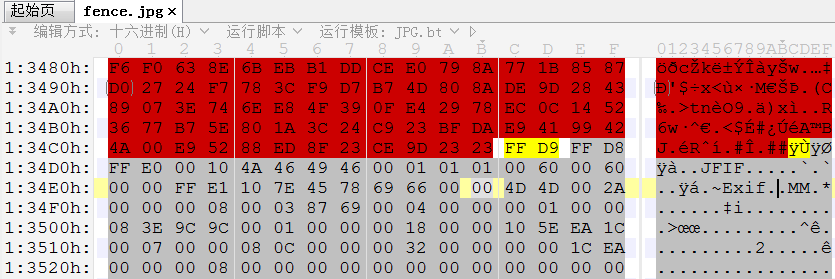 起始页 fence.jpg ×
编辑方式: 十六进制(H) 运行脚本 运行模板: JPG.bt
0 1 2 3 4 5 6 7 8 9 A B C D E F 0123456789ABCDEF
1:3480h: F6 F0 63 8E 6B EB B1 DD CE E0 79 8A 77 1B 85 87 öðcŽkë±ÝÎàyŠw.…‡
1:3490h: D0 27 24 F7 78 3C F9 D7 B7 4D 80 8A DE 9D 28 43 Ð'$÷x<ù×·M€ŠÞ.(C
1:34A0h: 89 07 3E 74 6E E8 4F 39 0F E4 29 78 EC 0C 14 52 ‰.>tnèO9.ä)xì..R
1:34B0h: 36 77 B7 5E 80 1A 3C A4 C9 23 BF DA E9 41 99 42 6w·^€.<¤É#¿ÚéA™B
1:34C0h: 4A 00 E9 52 88 ED 8F 23 CE 9D 23 23 FF D9 FF D8 J.éRˆí.#Î.##ÿÙÿØ
1:34D0h: FF E0 00 10 4A 46 49 46 00 01 01 01 00 60 00 60 ÿà..JFIF.....`.`
1:34E0h: 00 00 FF E1 10 7E 45 78 69 66 00 00 4D 4D 00 2A ..ÿá.~Exif..MM.*
1:34F0h: 00 00 00 08 00 03 87 69 00 04 00 00 00 01 00 00 ......‡i........
1:3500h: 08 3E 9C 9C 00 01 00 00 00 18 00 00 10 5E EA 1C .>œœ.........^ê.
1:3510h: 00 07 00 00 08 0C 00 00 00 32 00 00 00 00 1C EA .........2.....ê
1:3520h: 00 00 00 08 00 00 00 00 00 00 00 00 00 00 00 00 ................